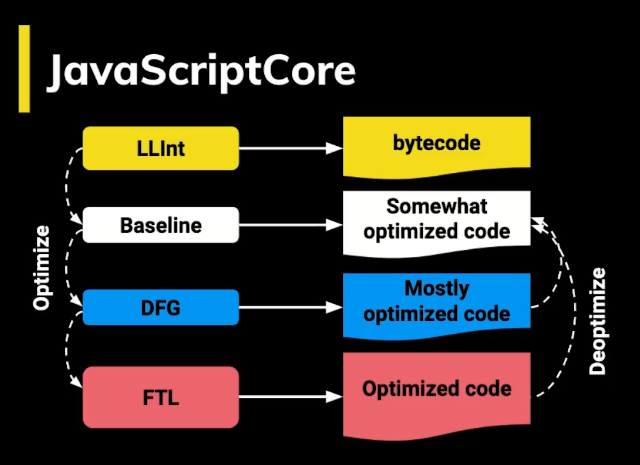 JavaScriptCore
LLInt
bytecode
Baseline
Somewhat
optimized code
DFG
Mostly
optimized code
FTL
Optimized code
Optimize
Deoptimize